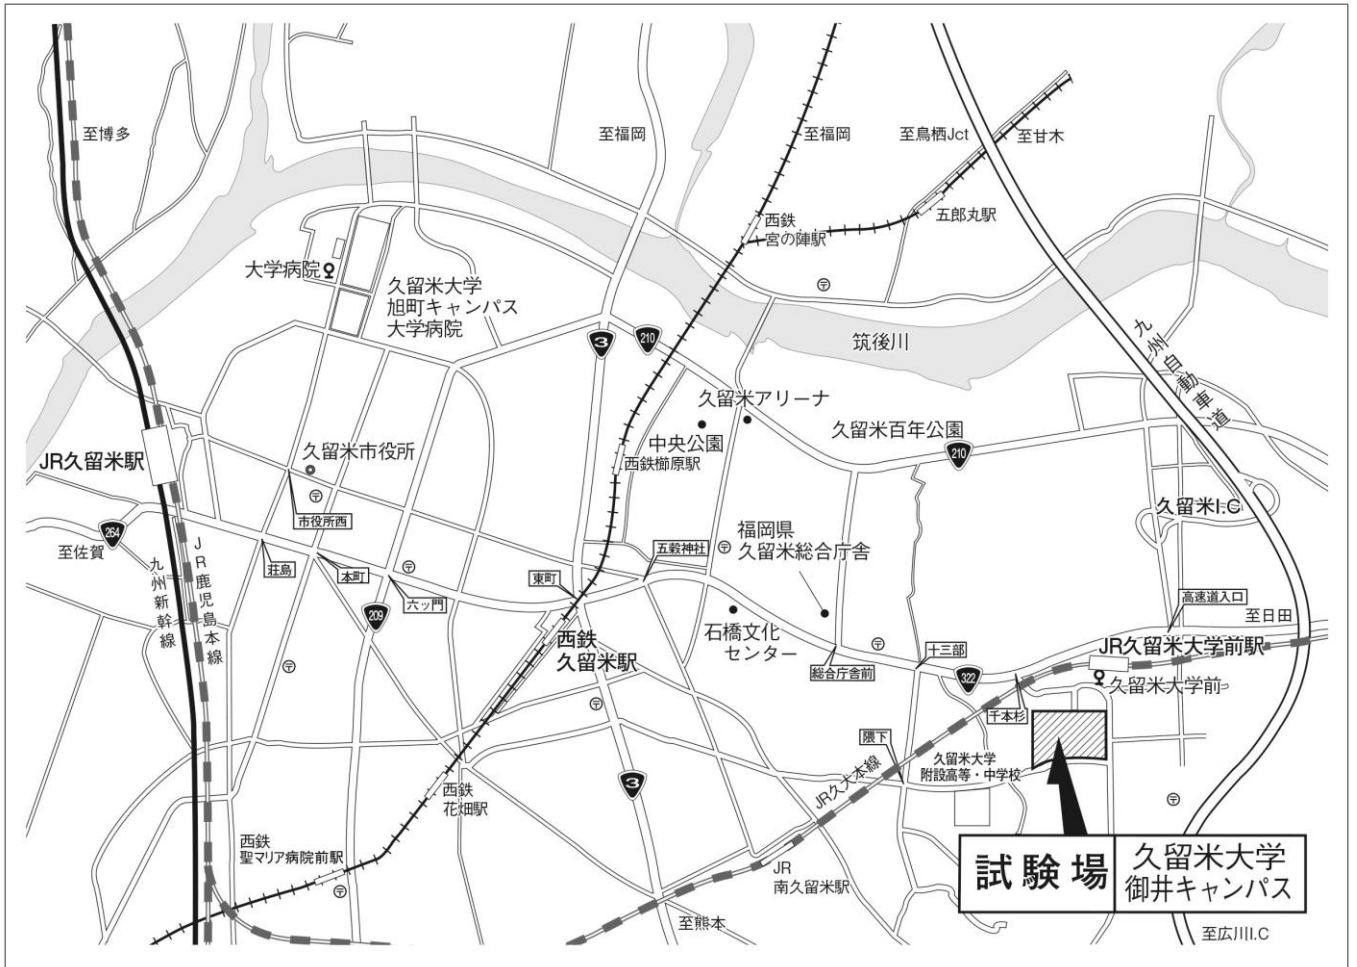 至博多
至福岡
至福岡
至鳥栖Jct
至甘木
西鉄
宮の陣駅
五郎丸駅
大学病院
久留米大学
旭町キャンパス
大学病院
3
210
筑後川
九州自動車道
久留米アリーナ
中央公園
西鉄櫛原駅
久留米百年公園
210
JR久留米駅
久留米市役所
市役所西
264
至佐賀
九州新幹線
JR鹿児島本線
荘島
本町
六ッ門
209
東町
五穀神社
福岡県
久留米総合庁舎
久留米I.C
西鉄
久留米駅
石橋文化
センター
総合庁舎前
十三部
高速道入口
至日田
JR久留米大学前駅
322
久留米大学前
千本杉
隈下
久留米大学
附設高等・中学校
JR久大本線
3
西鉄
花畑駅
西鉄
聖マリア病院前駅
JR
南久留米駅
至熊本
試験場
久留米大学
御井キャンパス
至広川I.C